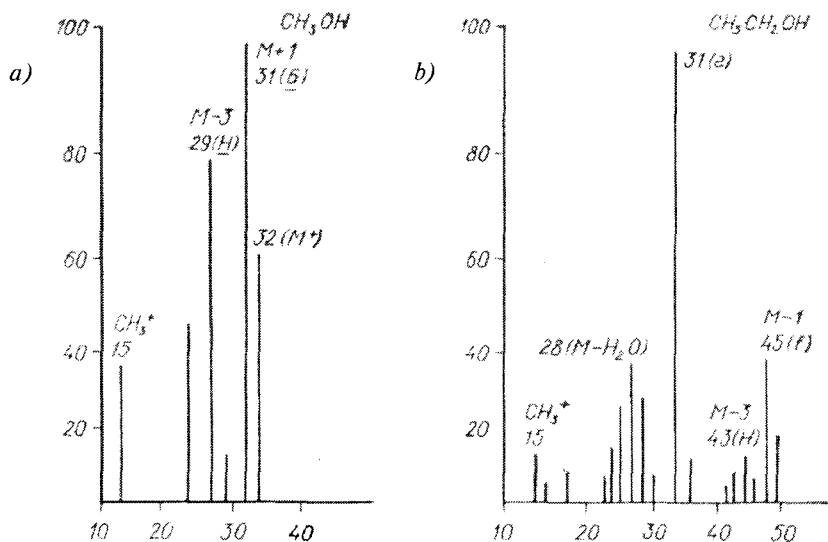 a)
CH₃OH
100
80
60
40
20
10 20 30 40
M+1
31(б)
M-3
29(H)
32(M⁺)
CH₃⁺
15
b)
CH₃CH₂OH
100
80
60
40
20
10 20 30 40 50
31(e)
28(M-H₂O)
CH₃⁺
15
M-3
43(H)
M-1
45(f)